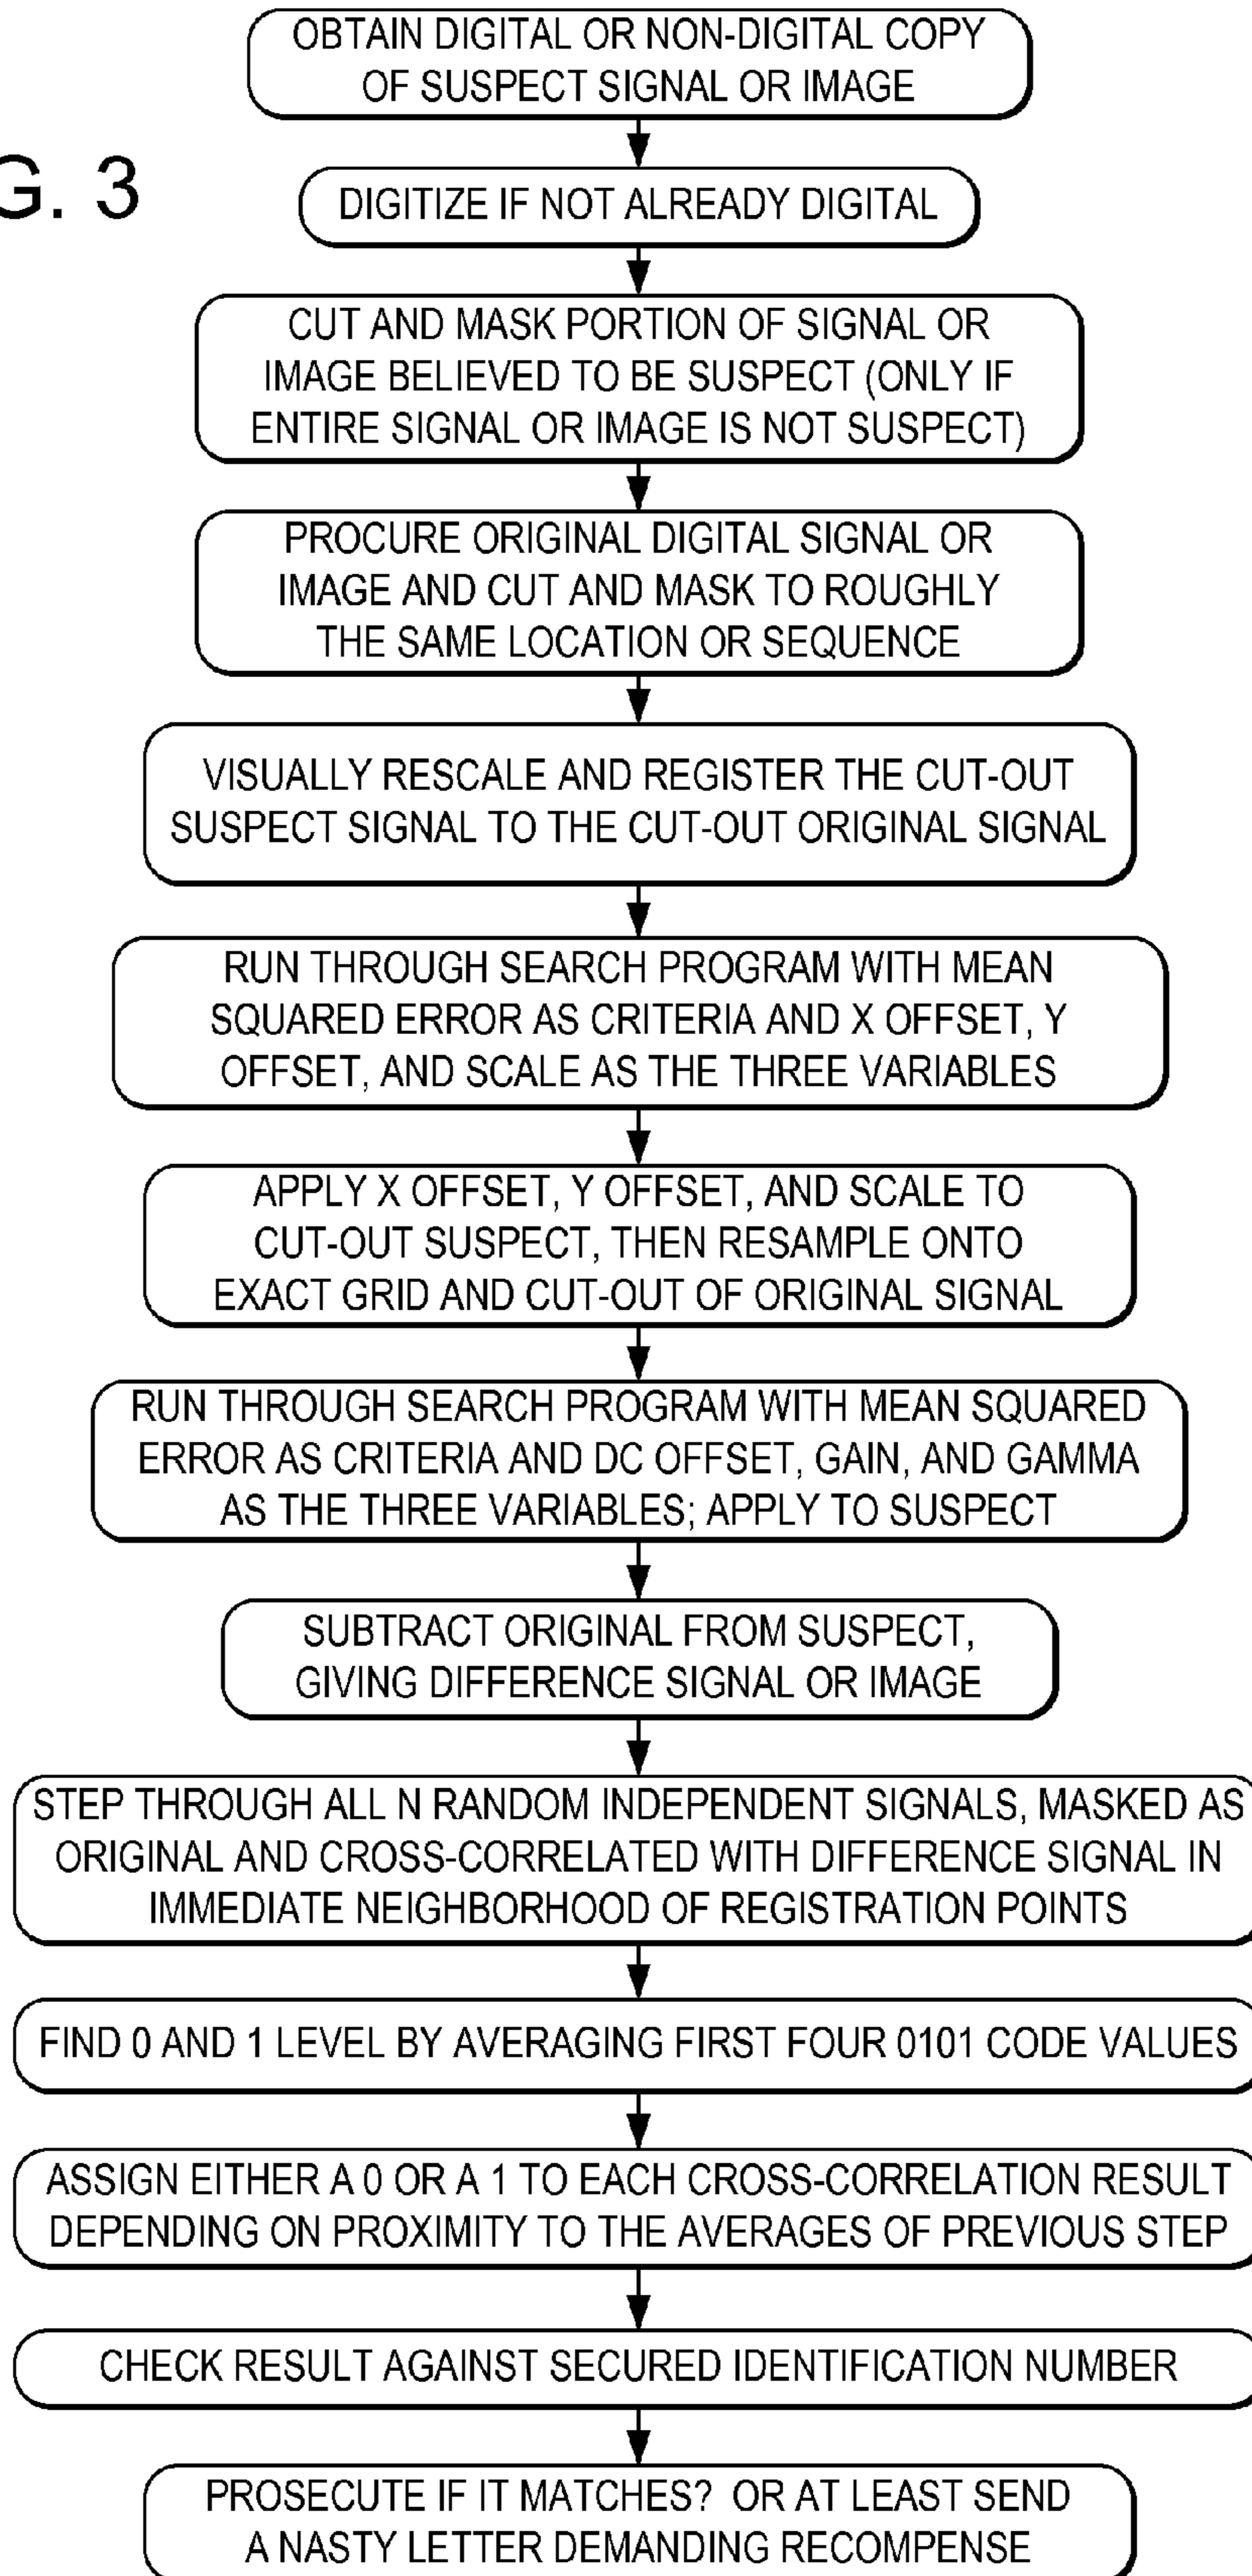 OBTAIN DIGITAL OR NON-DIGITAL COPY
OF SUSPECT SIGNAL OR IMAGE
G. 3
DIGITIZE IF NOT ALREADY DIGITAL
CUT AND MASK PORTION OF SIGNAL OR
IMAGE BELIEVED TO BE SUSPECT (ONLY IF
ENTIRE SIGNAL OR IMAGE IS NOT SUSPECT)
PROCURE ORIGINAL DIGITAL SIGNAL OR
IMAGE AND CUT AND MASK TO ROUGHLY
THE SAME LOCATION OR SEQUENCE
VISUALLY RESCALE AND REGISTER THE CUT-OUT
SUSPECT SIGNAL TO THE CUT-OUT ORIGINAL SIGNAL
RUN THROUGH SEARCH PROGRAM WITH MEAN
SQUARED ERROR AS CRITERIA AND X OFFSET, Y
OFFSET, AND SCALE AS THE THREE VARIABLES
APPLY X OFFSET, Y OFFSET, AND SCALE TO
CUT-OUT SUSPECT, THEN RESAMPLE ONTO
EXACT GRID AND CUT-OUT OF ORIGINAL SIGNAL
RUN THROUGH SEARCH PROGRAM WITH MEAN SQUARED
ERROR AS CRITERIA AND DC OFFSET, GAIN, AND GAMMA
AS THE THREE VARIABLES; APPLY TO SUSPECT
SUBTRACT ORIGINAL FROM SUSPECT,
GIVING DIFFERENCE SIGNAL OR IMAGE
STEP THROUGH ALL N RANDOM INDEPENDENT SIGNALS, MASKED AS
ORIGINAL AND CROSS-CORRELATED WITH DIFFERENCE SIGNAL IN
IMMEDIATE NEIGHBORHOOD OF REGISTRATION POINTS
FIND 0 AND 1 LEVEL BY AVERAGING FIRST FOUR 0101 CODE VALUES
ASSIGN EITHER A 0 OR A 1 TO EACH CROSS-CORRELATION RESULT
DEPENDING ON PROXIMITY TO THE AVERAGES OF PREVIOUS STEP
CHECK RESULT AGAINST SECURED IDENTIFICATION NUMBER
PROSECUTE IF IT MATCHES? OR AT LEAST SEND
A NASTY LETTER DEMANDING RECOMPENSE